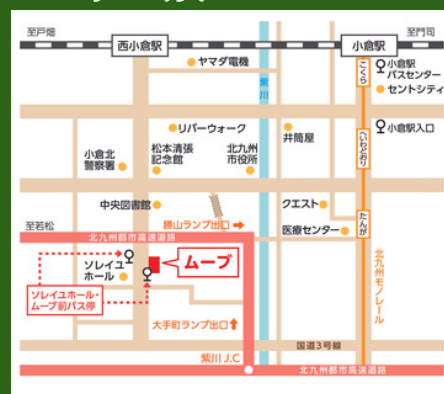 至戸畑
至門司
西小倉駅
小倉駅
ヤマダ電機
紫川
こくら
小倉駅
バスセンター
セントシティ
リバーウォーク
井筒屋
へいわどおり
小倉駅入口
小倉北
警察署
松本清張
記念館
北九州
市役所
中央図書館
クエスト
たんが
至若松
勝山ランプ出口
医療センター
北九州都市高速道路
北九州モノレール
ソレイユ
ホール
ムーブ
ソレイユホール・
ムーブ前バス停
大手町ランプ出口
国道3号線
紫川J.C
北九州都市高速道路